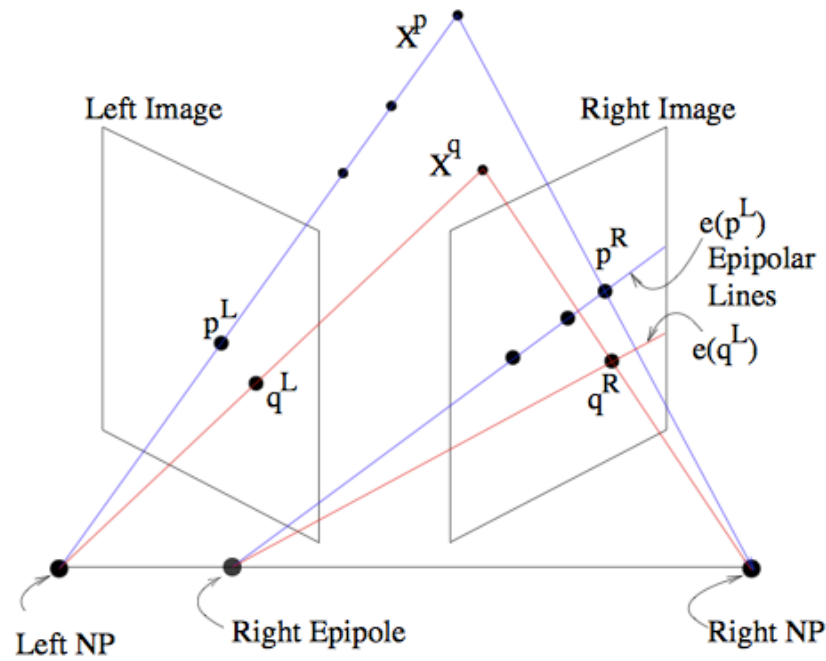 X^p
Left Image
Right Image
X^q
e(p^L)
p^R
Epipolar
Lines
p^L
e(q^L)
q^L
q^R
Left NP
Right Epipole
Right NP